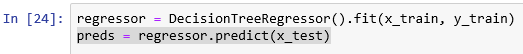 In [24]: regressor = DecisionTreeRegressor().fit(x_train, y_train)
preds = regressor.predict(x_test)